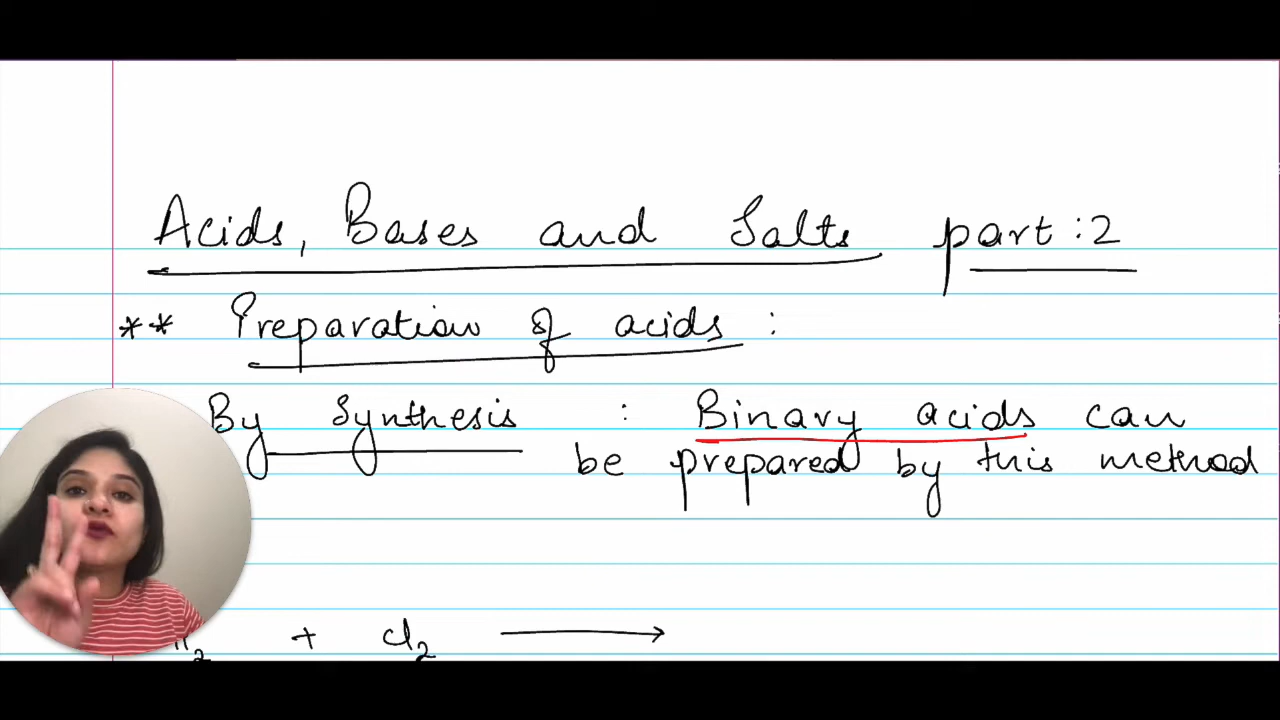 Acids, Bases and Salts part:2
** Preparation of acids :
By Synthesis : Binary acids can
be prepared by this method
+ Cl2 ⟶